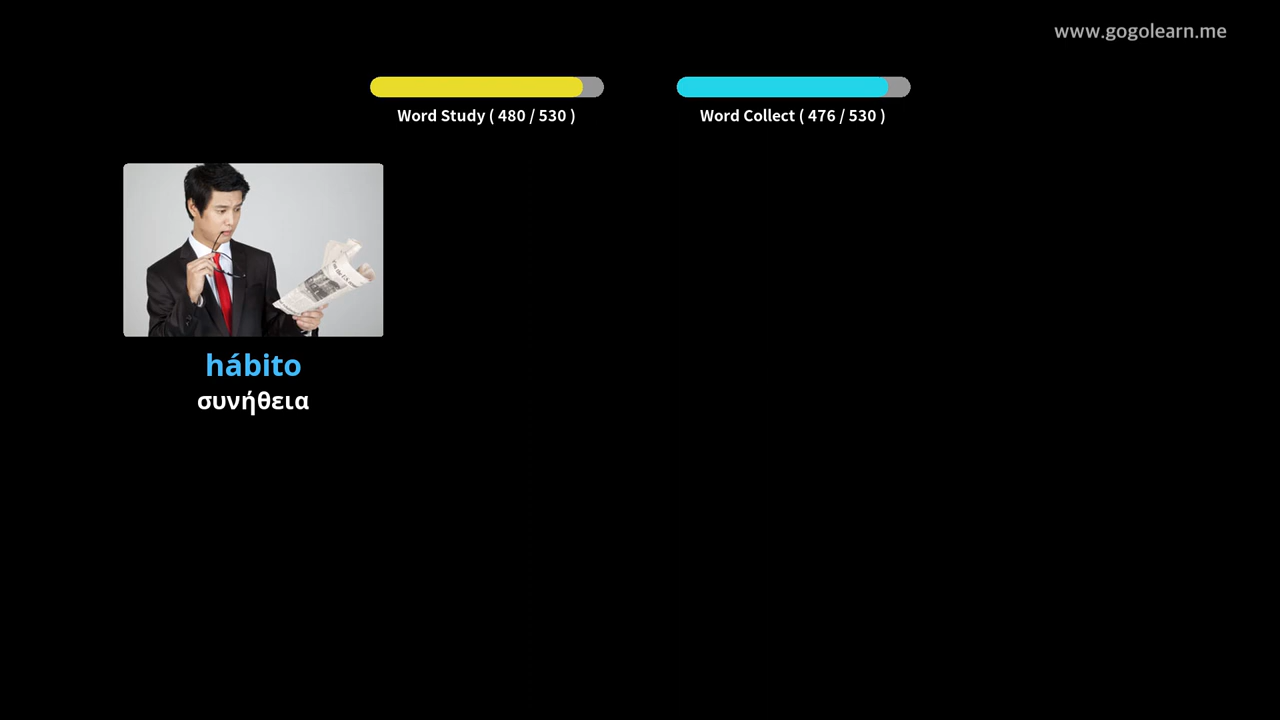 www.gogolearn.me
Word Study ( 480 / 530 )
Word Collect ( 476 / 530 )
hábito
συνήθεια